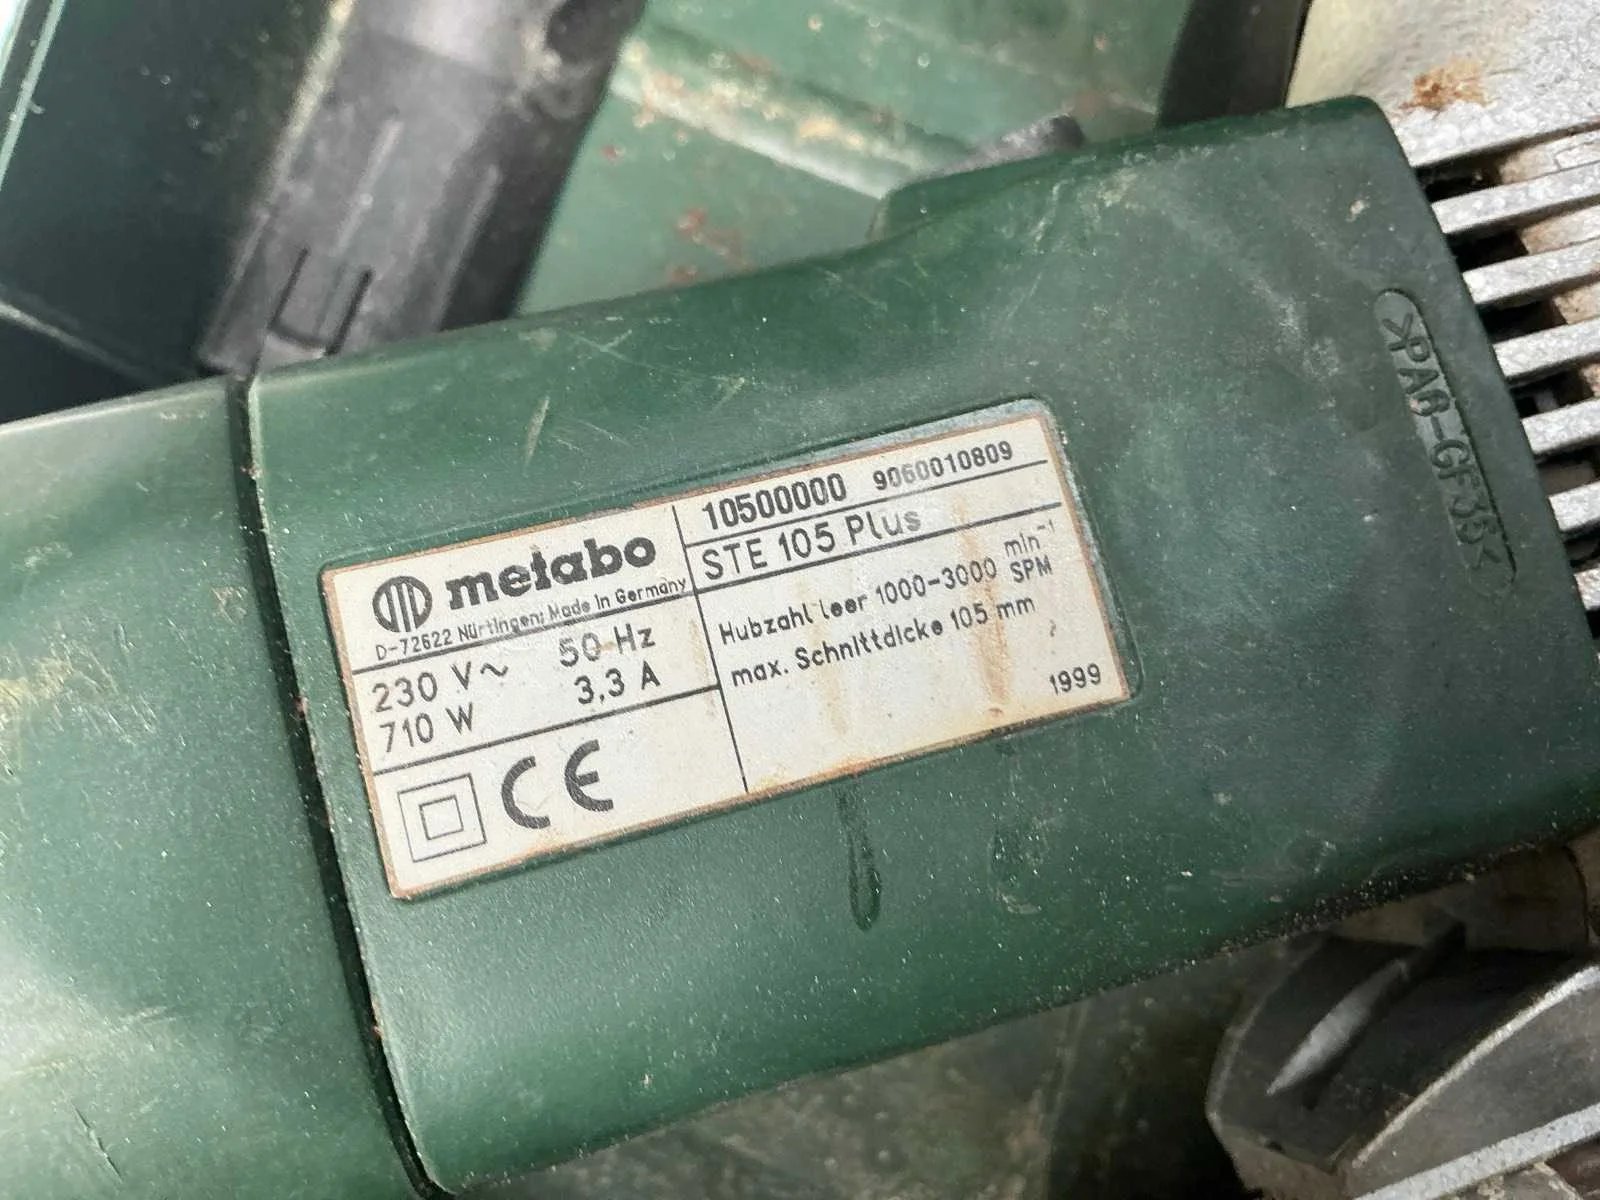 metabo
D-72622 Nürtingen; Made in Germany
230 V~ 50 Hz
710 W 3,3 A
CE
10500000 9060010809
STE 105 Plus
Hubzahl leer 1000-3000 min⁻¹ SPM
max. Schnittdicke 105 mm
1999
>PA6-GF35<